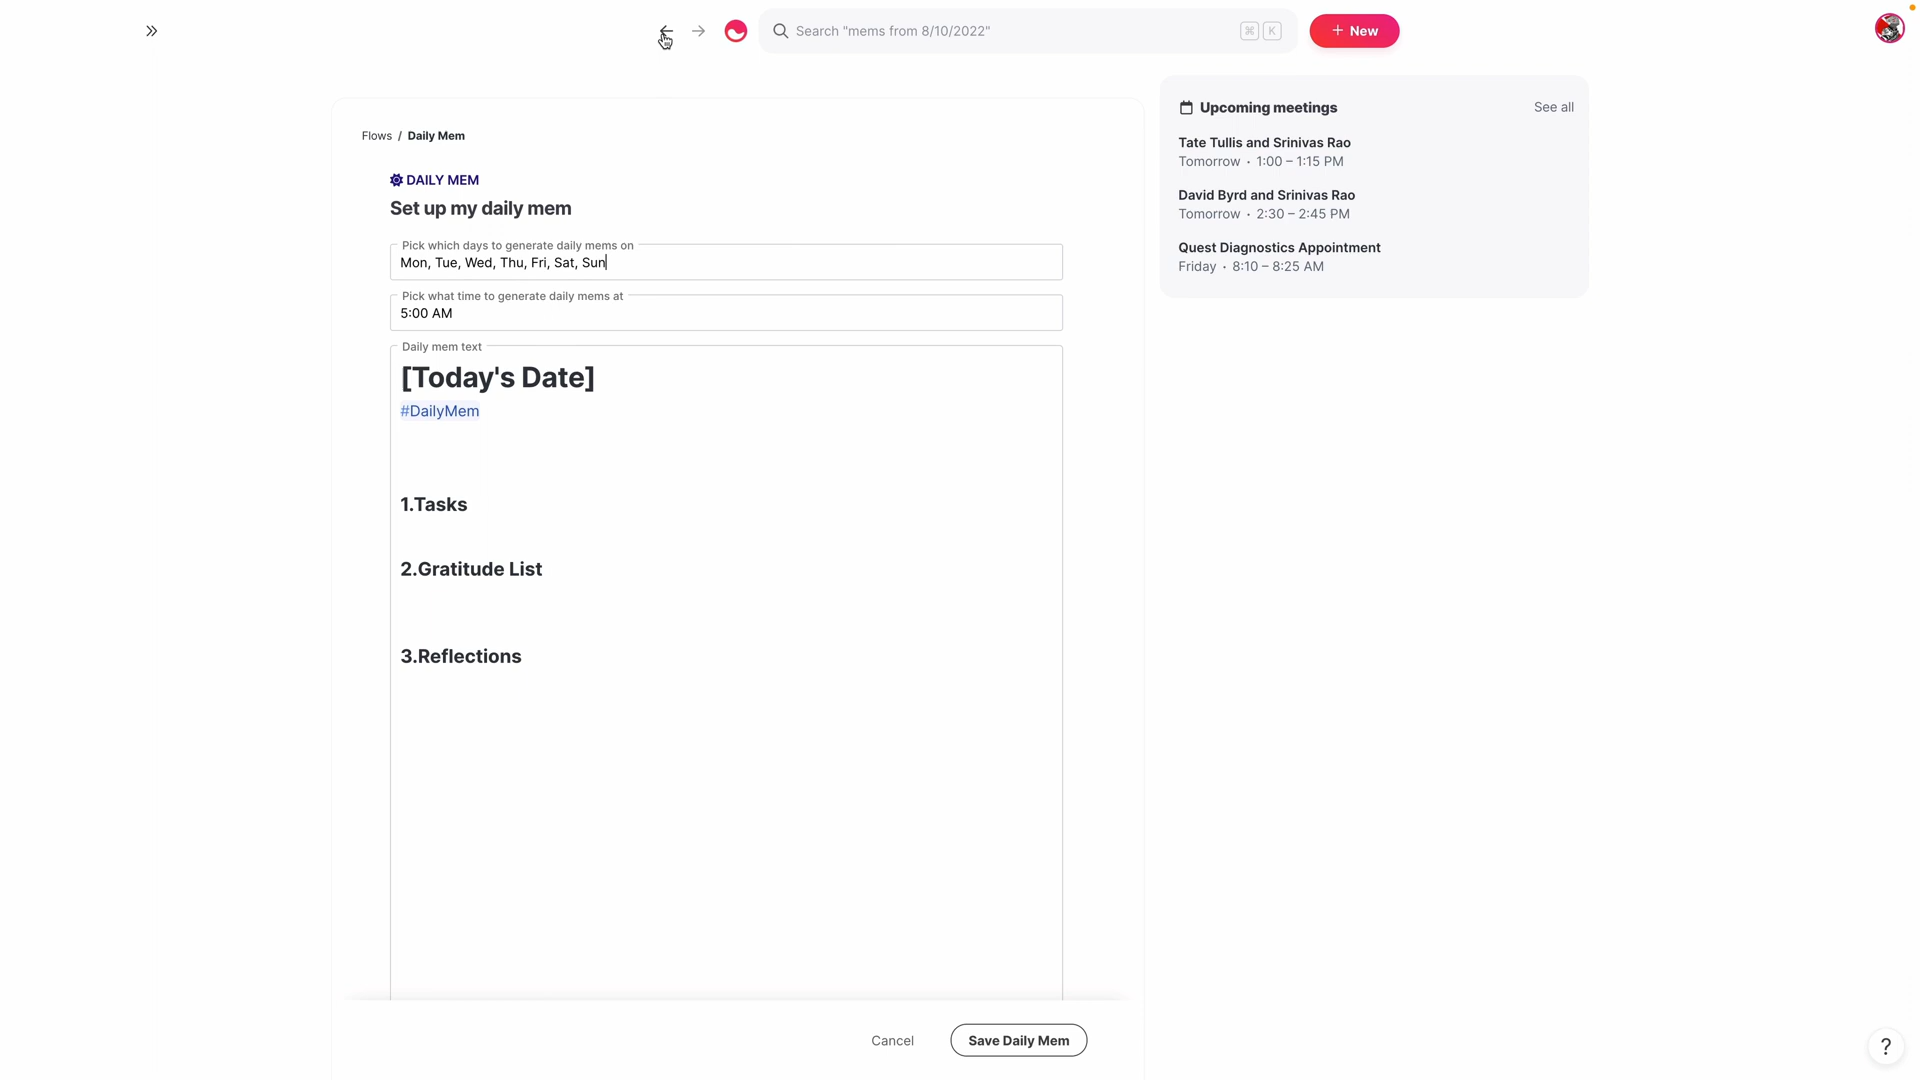 Search "mems from 8/10/2022"
⌘ K
+ New
Flows / Daily Mem
DAILY MEM
Set up my daily mem
Pick which days to generate daily mems on
Mon, Tue, Wed, Thu, Fri, Sat, Sun
Pick what time to generate daily mems at
5:00 AM
Daily mem text
[Today's Date]
#DailyMem
1.Tasks
2.Gratitude List
3.Reflections
Cancel
Save Daily Mem
Upcoming meetings
See all
Tate Tullis and Srinivas Rao
Tomorrow • 1:00 – 1:15 PM
David Byrd and Srinivas Rao
Tomorrow • 2:30 – 2:45 PM
Quest Diagnostics Appointment
Friday • 8:10 – 8:25 AM
?